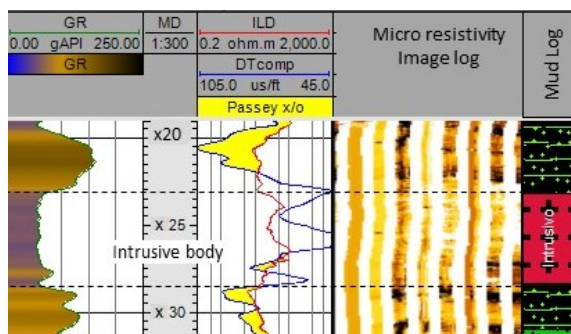 GR
0.00 gAPI 250.00
GR
MD
1:300
ILD
0.2 ohm.m 2,000.0
DTcomp
105.0 us/ft 45.0
Passey x/o
Micro resistivity
Image log
Mud Log
x20
x 25
Intrusive body
x 30
Intrusivo